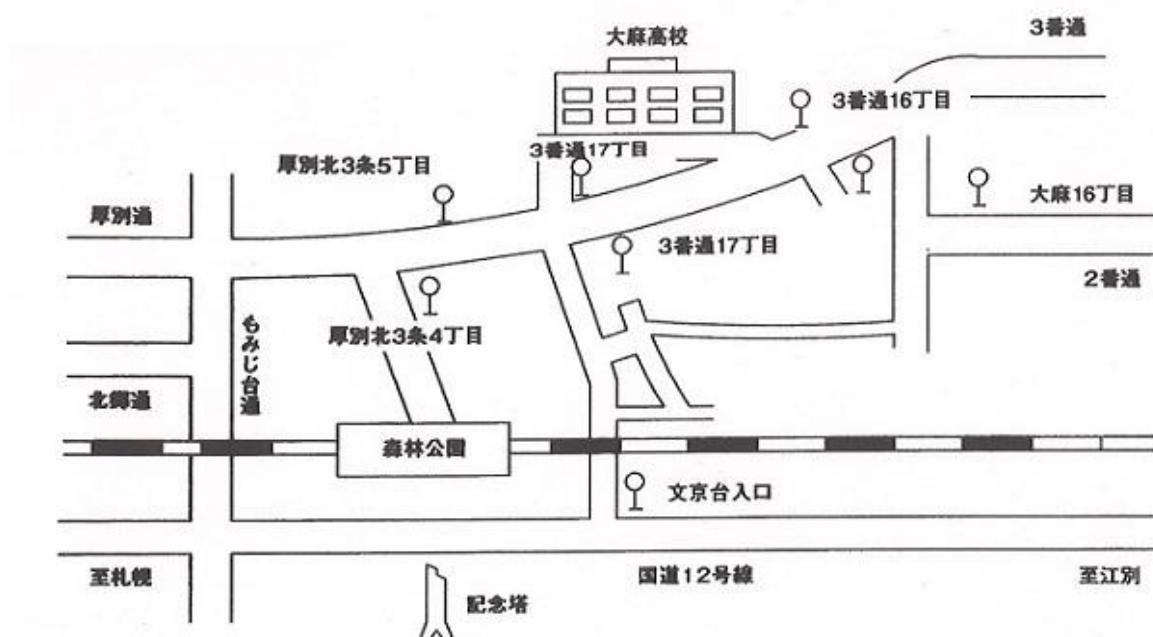 3番通
大麻高校
3番通16丁目
3番通17丁目
厚別北3条5丁目
大麻16丁目
厚別通
3番通17丁目
2番通
もみじ台通
厚別北3条4丁目
北郷通
森林公園
文京台入口
至札幌
国道12号線
至江別
記念塔